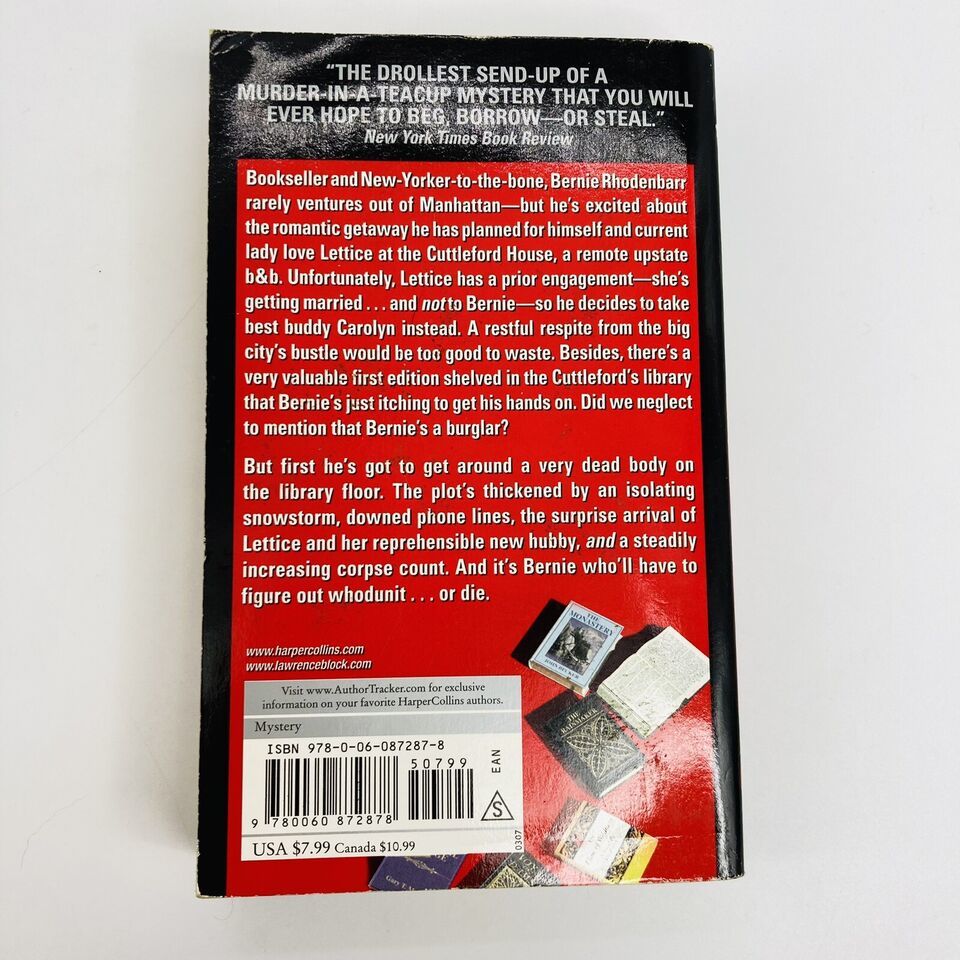 “THE DROLLEST SEND-UP OF A
MURDER-IN-A-TEACUP MYSTERY THAT YOU WILL
EVER HOPE TO BEG, BORROW—OR STEAL.”
New York Times Book Review
Bookseller and New-Yorker-to-the-bone, Bernie Rhodenbarr
rarely ventures out of Manhattan—but he's excited about
the romantic getaway he has planned for himself and current
lady love Lettice at the Cuttleford House, a remote upstate
b&b. Unfortunately, Lettice has a prior engagement—she's
getting married . . . and not to Bernie—so he decides to take
best buddy Carolyn instead. A restful respite from the big
city's bustle would be too good to waste. Besides, there's a
very valuable first edition shelved in the Cuttleford's library
that Bernie's just itching to get his hands on. Did we neglect
to mention that Bernie's a burglar?
But first he's got to get around a very dead body on
the library floor. The plot's thickened by an isolating
snowstorm, downed phone lines, the surprise arrival of
Lettice and her reprehensible new hubby, and a steadily
increasing corpse count. And it's Bernie who'll have to
figure out whodunit . . . or die.
THE
MONASTERY
JOHN BECKER
www.harpercollins.com
www.lawrenceblock.com
Visit www.AuthorTracker.com for exclusive
information on your favorite HarperCollins authors.
Mystery
ISBN 978-0-06-087287-8
50799
EAN
S
9 780060 872878
0307
USA $7.99 Canada $10.99